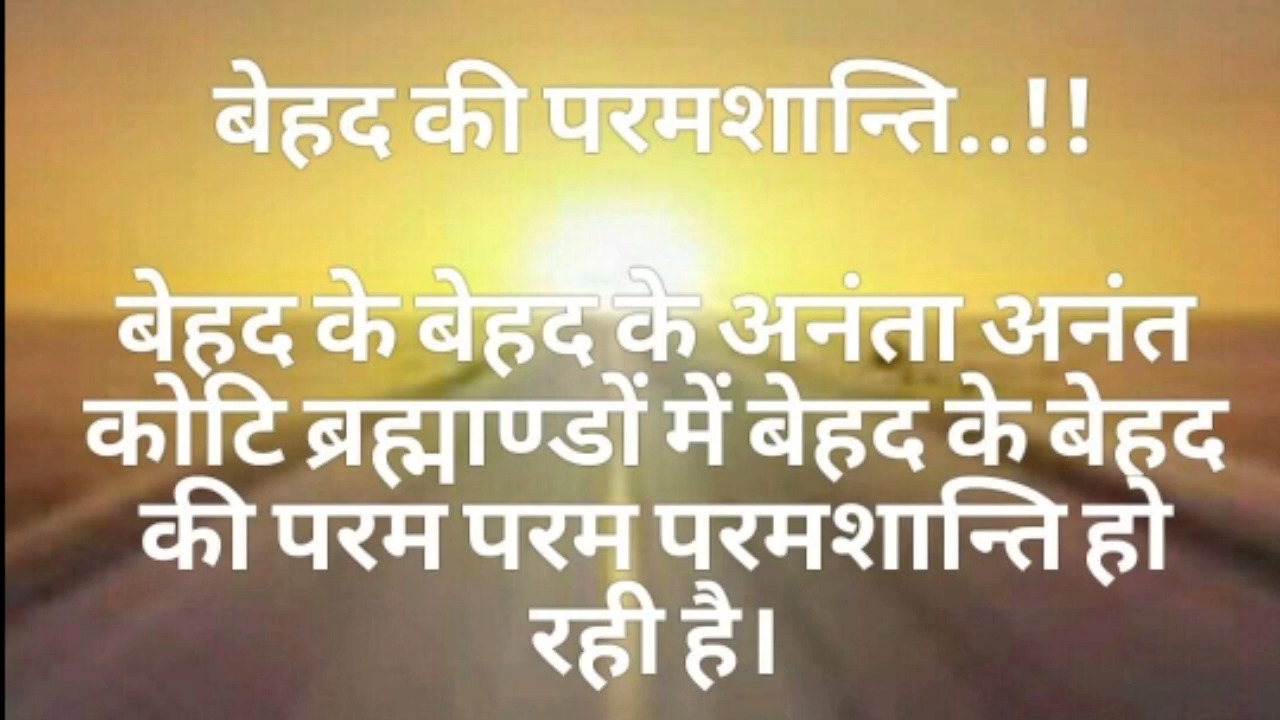 बेहद की परमशान्ति..!!
बेहद के बेहद के अनंता अनंत
कोटि ब्रह्माण्डों में बेहद के बेहद
की परम परम परमशान्ति हो
रही है।